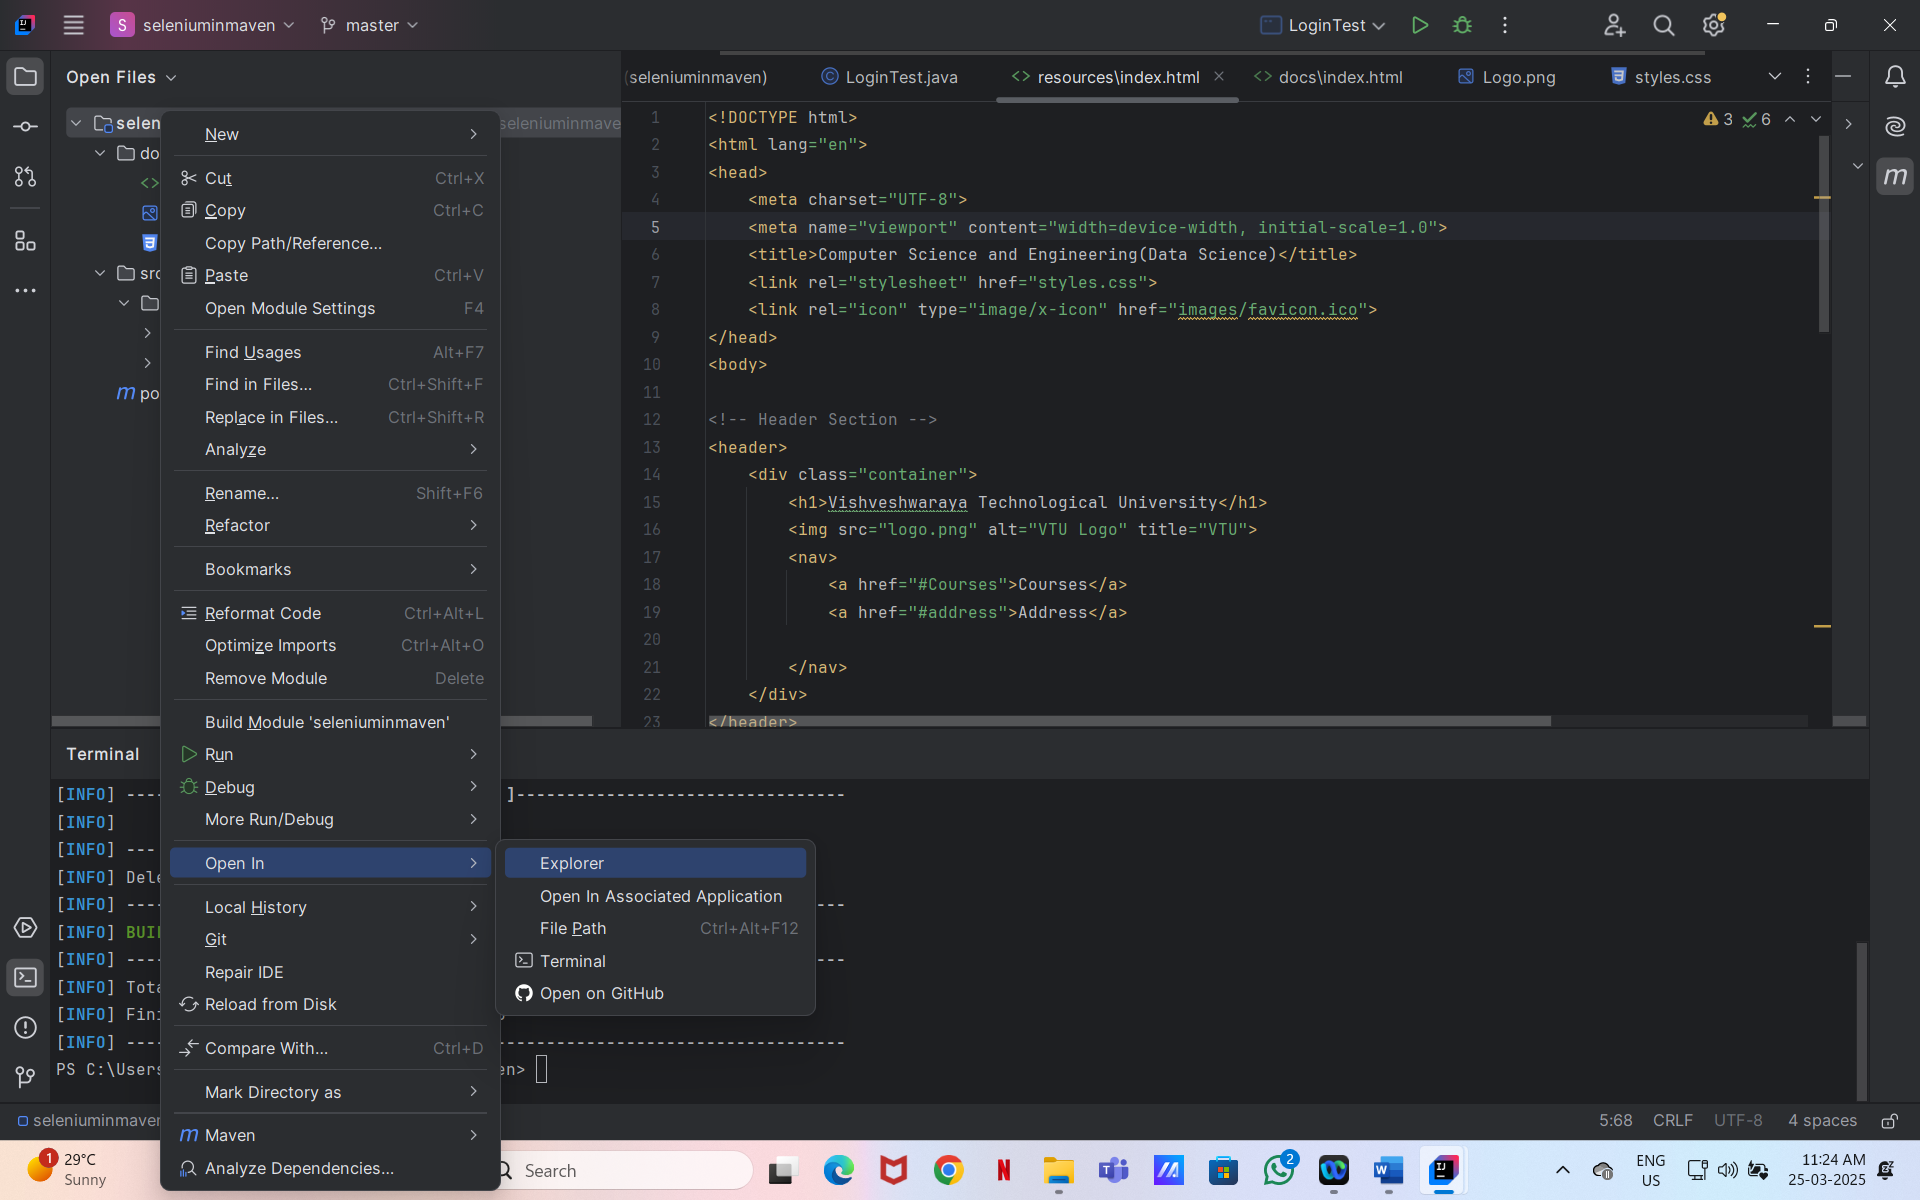 S seleniuminmaven
master
LoginTest
Open Files
(seleniuminmaven)
LoginTest.java
resources\index.html
docs\index.html
Logo.png
styles.css
selen
seleniuminmave
do
src
m po
New
Cut Ctrl+X
Copy Ctrl+C
Copy Path/Reference...
Paste Ctrl+V
Open Module Settings F4
Find Usages Alt+F7
Find in Files... Ctrl+Shift+F
Replace in Files... Ctrl+Shift+R
Analyze
Rename... Shift+F6
Refactor
Bookmarks
Reformat Code Ctrl+Alt+L
Optimize Imports Ctrl+Alt+O
Remove Module Delete
Build Module 'seleniuminmaven'
Run
Debug
More Run/Debug
Open In
Local History
Git
Repair IDE
Reload from Disk
Compare With... Ctrl+D
Mark Directory as
m Maven
Analyze Dependencies...
Explorer
Open In Associated Application
File Path Ctrl+Alt+F12
Terminal
Open on GitHub
3 6
m
1 <!DOCTYPE html>
2 <html lang="en">
3 <head>
4 <meta charset="UTF-8">
5 <meta name="viewport" content="width=device-width, initial-scale=1.0">
6 <title>Computer Science and Engineering(Data Science)</title>
7 <link rel="stylesheet" href="styles.css">
8 <link rel="icon" type="image/x-icon" href="images/favicon.ico">
9 </head>
10 <body>
11
12 <!-- Header Section -->
13 <header>
14 <div class="container">
15 <h1>Vishveshwaraya Technological University</h1>
16 <img src="logo.png" alt="VTU Logo" title="VTU">
17 <nav>
18 <a href="#Courses">Courses</a>
19 <a href="#address">Address</a>
20
21 </nav>
22 </div>
23 </header>
Terminal
[INFO] ---- ]---------------------------------
[INFO]
[INFO] ---
[INFO] Dele
[INFO] ---- ---
[INFO] BUI
[INFO] ---- ---
[INFO] Tota
[INFO] Fini
[INFO] ---- -----------------------------------
PS C:\Users en>
seleniuminmaven
5:68 CRLF UTF-8 4 spaces
1
29°C
Sunny
Search
2
ENG
US
11:24 AM
25-03-2025